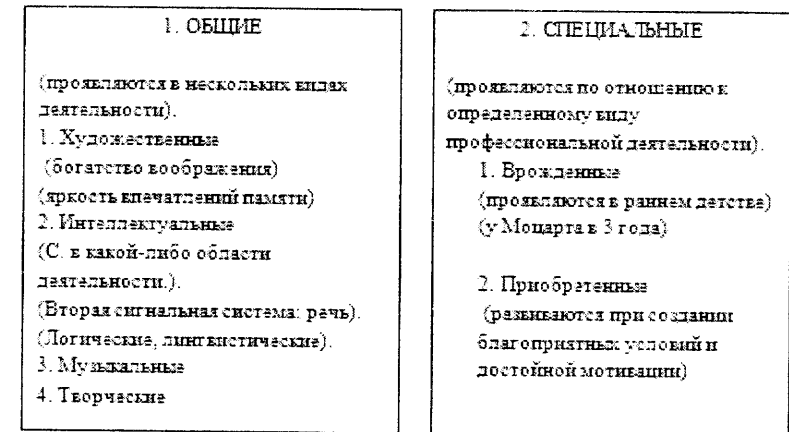 1. ОБЩИЕ
(проявляются в нескольких видах
деятельности).
1. Художественные
(богатство воображения)
(яркость впечатлений памяти)
2. Интеллектуальные
(С. в какой-либо области
деятельности.).
(Вторая сигнальная система: речь).
(Логические, лингвистические).
3. Музыкальные
4. Творческие
2. СПЕЦИАЛЬНЫЕ
(проявляются по отношению к
определенному виду
профессиональной деятельности).
1. Врожденные
(проявляются в раннем детстве)
(у Моцарта в 3 года)
2. Приобретенные
(развиваются при создании
благоприятных условий и
достойной мотивации)